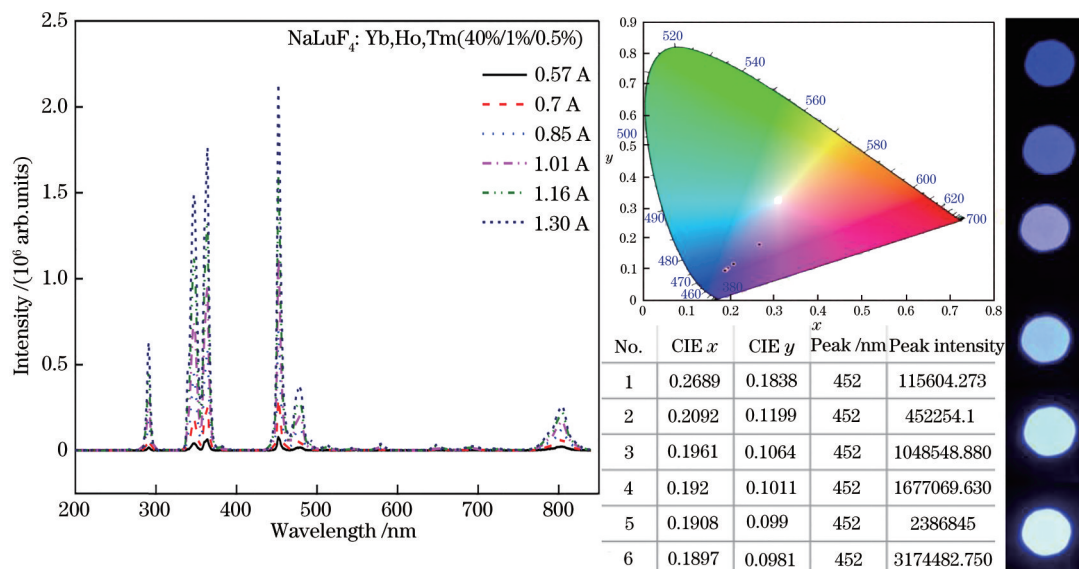 2.5
2.0
1.5
1.0
0.5
0
200 300 400 500 600 700 800
Wavelength /nm
Intensity /(10⁶ arb.units)
NaLuF₄: Yb,Ho,Tm(40%/1%/0.5%)
0.57 A
0.7 A
0.85 A
1.01 A
1.16 A
1.30 A
0.9
0.8
0.7
0.6
0.5
0.4
0.3
0.2
0.1
0
y
0 0.1 0.2 0.3 0.4 0.5 0.6 0.7 0.8
x
520
540
560
500
580
600
620
490
700
480
470
460
380
No. CIE x CIE y Peak /nm Peak intensity
1 0.2689 0.1838 452 115604.273
2 0.2092 0.1199 452 452254.1
3 0.1961 0.1064 452 1048548.880
4 0.192 0.1011 452 1677069.630
5 0.1908 0.099 452 2386845
6 0.1897 0.0981 452 3174482.750